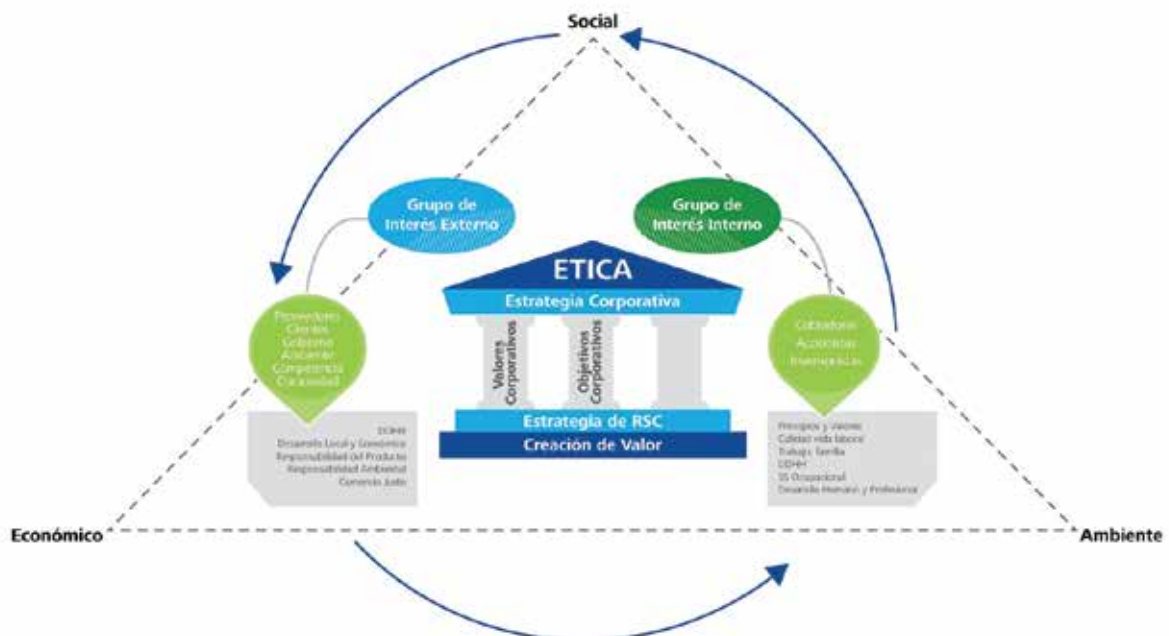 Social
Grupo de
Interés Externo
Grupo de
Interés Interno
ETICA
Estrategia Corporativa
Valores
Corporativos
Objetivos
Corporativos
Estrategia de RSC
Creación de Valor
Proveedores
Clientes
Gobierno
Ambiente
Competencia
Comunidad
DDHH
Desarrollo Local y Económico
Responsabilidad del Producto
Responsabilidad Ambiental
Comercio Justo
Accionistas
Principios y Valores
Calidad vida laboral
Trabajo familia
DDHH
SS Ocupacional
Desarrollo Humano y Profesional
Económico
Ambiente